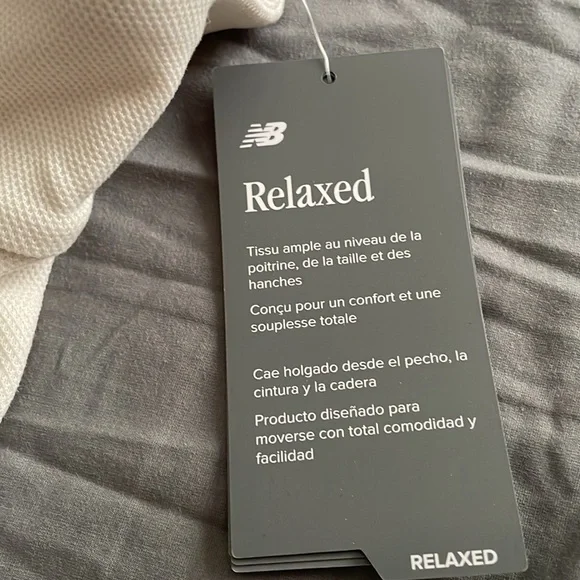 NB
Relaxed
Tissu ample au niveau de la
poitrine, de la taille et des
hanches
Conçu pour un confort et une
souplesse totale
Cae holgado desde el pecho, la
cintura y la cadera
Producto diseñado para
moverse con total comodidad y
facilidad
RELAXED